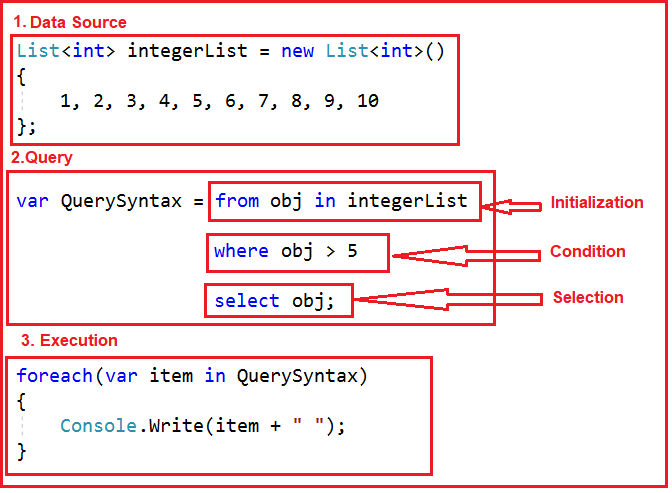 1. Data Source
List<int> integerList = new List<int>()
{
    1, 2, 3, 4, 5, 6, 7, 8, 9, 10
};
2.Query
var QuerySyntax = from obj in integerList
Initialization
where obj > 5
Condition
select obj;
Selection
3. Execution
foreach(var item in QuerySyntax)
{
    Console.Write(item + " ");
}